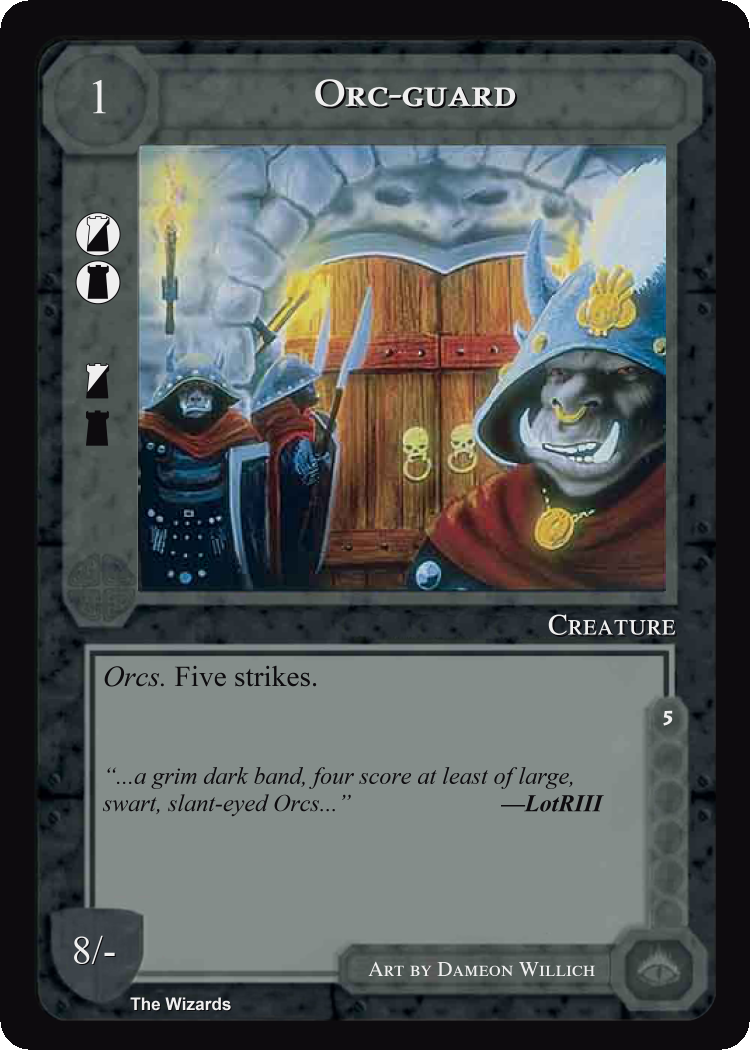 1
Orc-guard
Creature
Orcs. Five strikes.
5
“...a grim dark band, four score at least of large,
swart, slant-eyed Orcs...” —LotRIII
8/-
Art by Dameon Willich
The Wizards